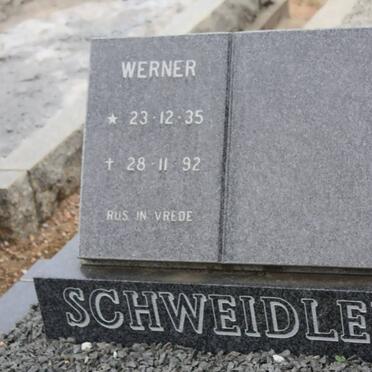 WERNER
★ 23·12·35
† 28·11·92
RUS IN VREDE
SCHWEIDLE